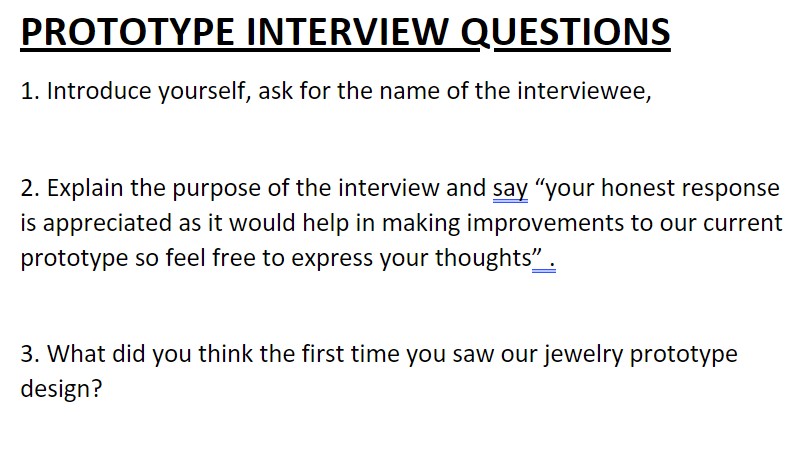 PROTOTYPE INTERVIEW QUESTIONS
1. Introduce yourself, ask for the name of the interviewee,
2. Explain the purpose of the interview and say “your honest response
is appreciated as it would help in making improvements to our current
prototype so feel free to express your thoughts” .
3. What did you think the first time you saw our jewelry prototype
design?